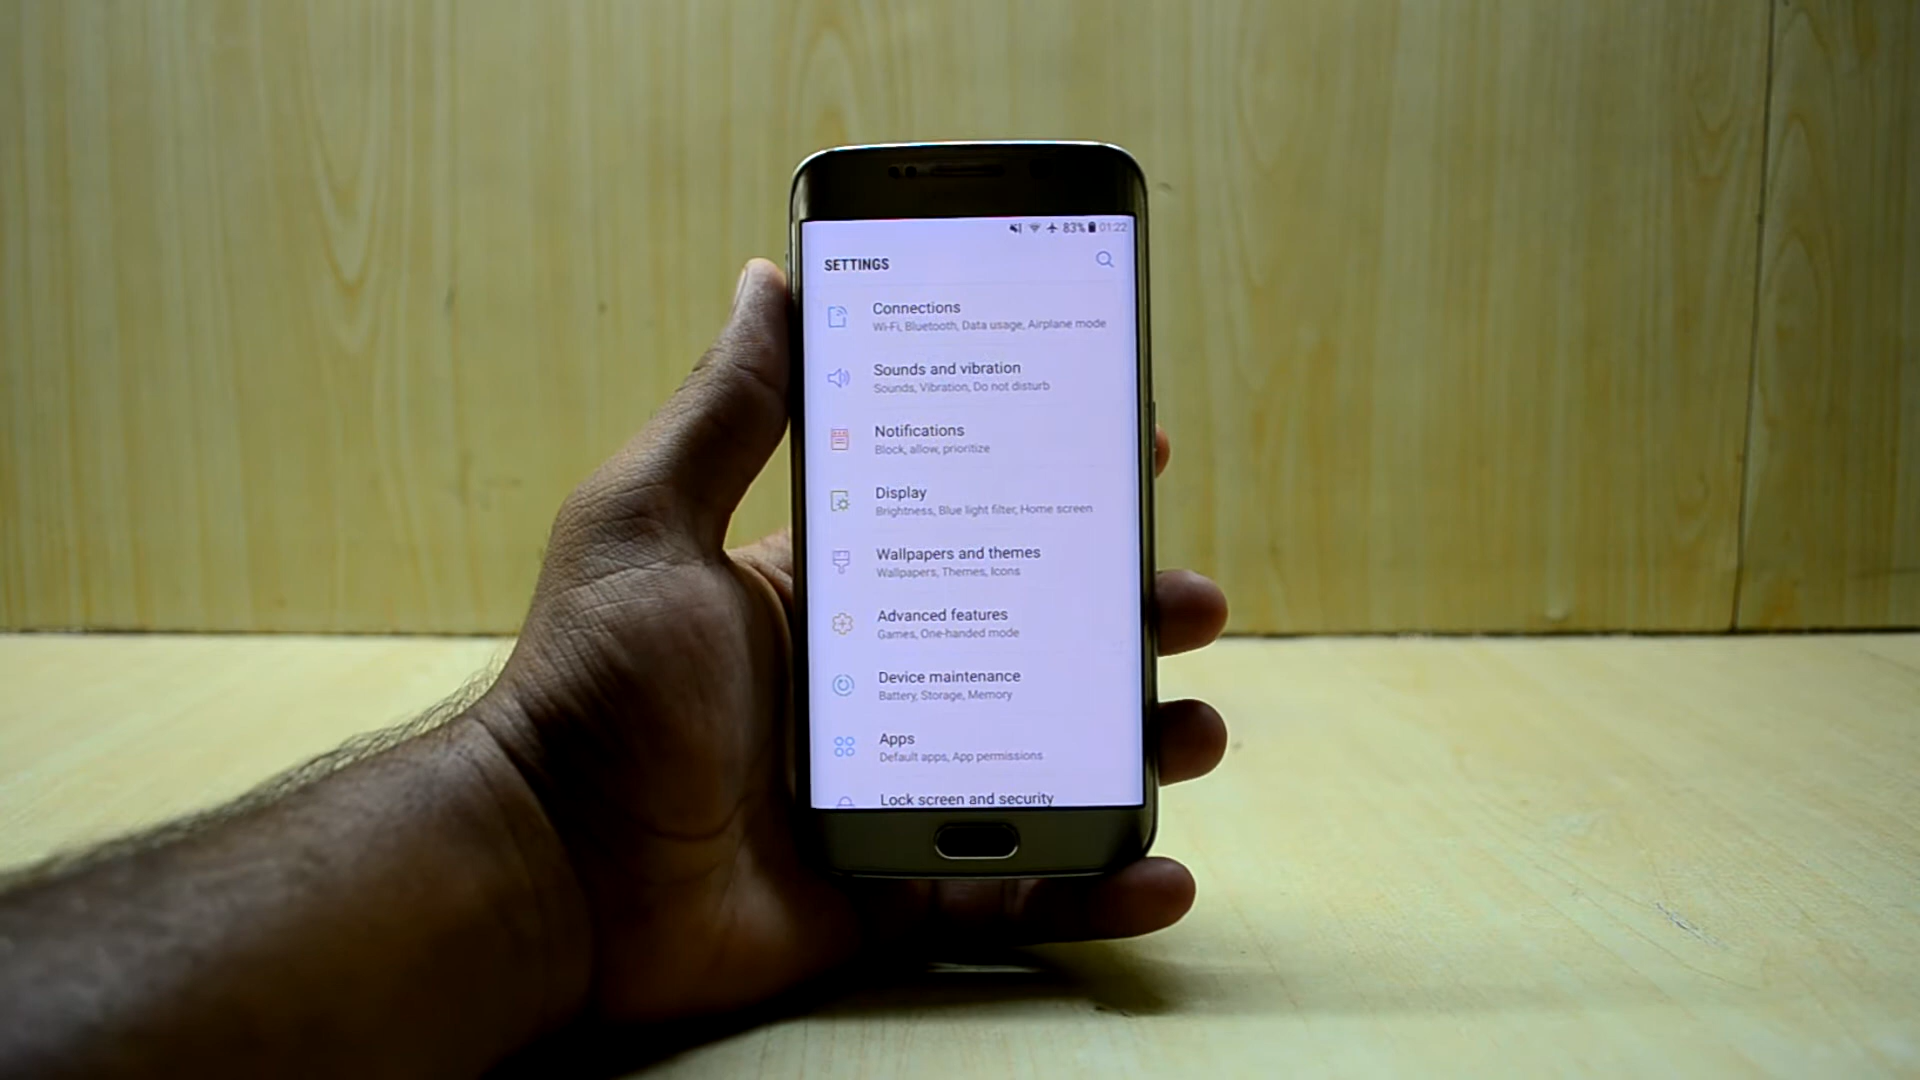 83% 01:22
SETTINGS
Connections
Wi-Fi, Bluetooth, Data usage, Airplane mode
Sounds and vibration
Sounds, Vibration, Do not disturb
Notifications
Block, allow, prioritize
Display
Brightness, Blue light filter, Home screen
Wallpapers and themes
Wallpapers, Themes, Icons
Advanced features
Games, One-handed mode
Device maintenance
Battery, Storage, Memory
Apps
Default apps, App permissions
Lock screen and security